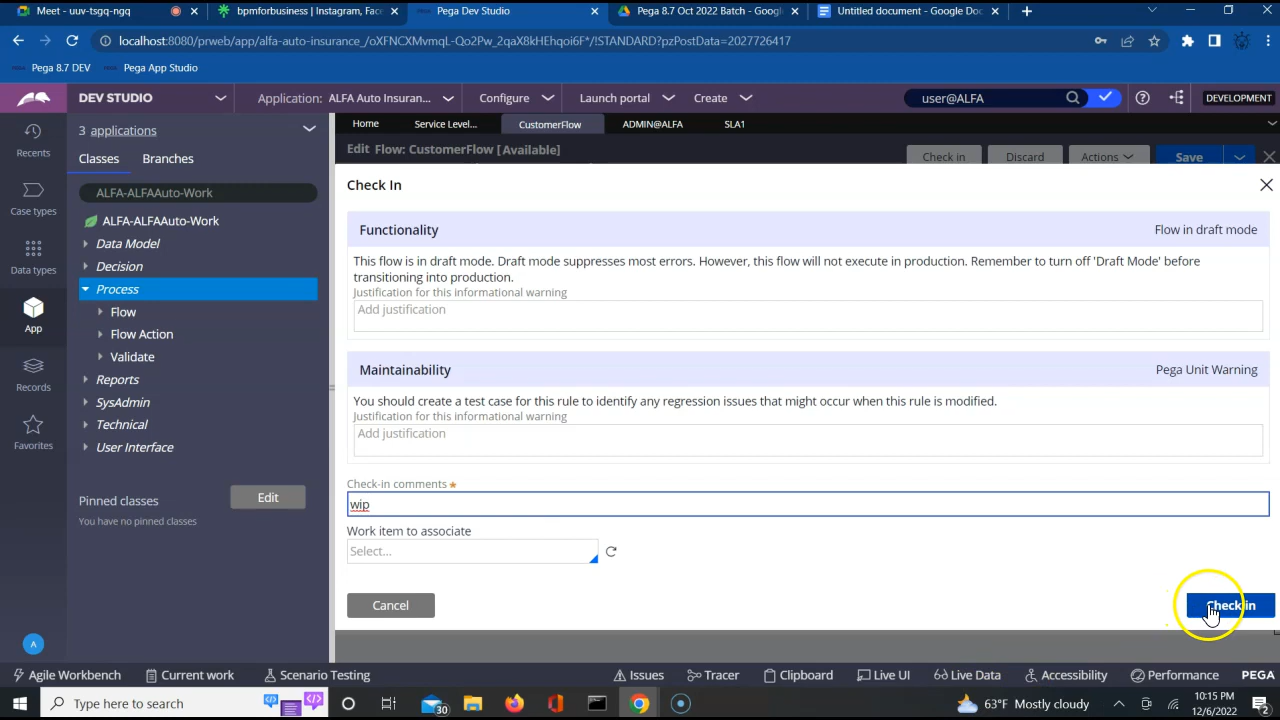 Meet - uuv-tsgq-ngq
bpmforbusiness | Instagram, Fac
Pega Dev Studio
Pega 8.7 Oct 2022 Batch - Googl
Untitled document - Google Doc
localhost:8080/prweb/app/alfa-auto-insurance_/oXFNCXMvmqL-Qo2Pw_2qaX8kHEhqoi6F*/!STANDARD?pzPostData=2027726417
Pega 8.7 DEV
Pega App Studio
DEV STUDIO
Application: ALFA Auto Insuran...
Configure
Launch portal
Create
user@ALFA
DEVELOPMENT
3 applications
Home
Service Level...
CustomerFlow
ADMIN@ALFA
SLA1
Recents
Case types
Data types
App
Records
Favorites
Classes
Branches
ALFA-ALFAAuto-Work
ALFA-ALFAAuto-Work
Data Model
Decision
Process
Flow
Flow Action
Validate
Reports
SysAdmin
Technical
User Interface
Pinned classes
Edit
You have no pinned classes
A
Edit Flow: CustomerFlow [Available]
Check in
Discard
Actions
Save
Check In
Functionality
Flow in draft mode
This flow is in draft mode. Draft mode suppresses most errors. However, this flow will not execute in production. Remember to turn off 'Draft Mode' before
transitioning into production.
Justification for this informational warning
Add justification
Maintainability
Pega Unit Warning
You should create a test case for this rule to identify any regression issues that might occur when this rule is modified.
Justification for this informational warning
Add justification
Check-in comments *
wip
Work item to associate
Select...
Cancel
Check in
Agile Workbench
Current work
Scenario Testing
Issues
Tracer
Clipboard
Live UI
Live Data
Accessibility
Performance
PEGA
Type here to search
30
63°F Mostly cloudy
10:15 PM
12/6/2022
2